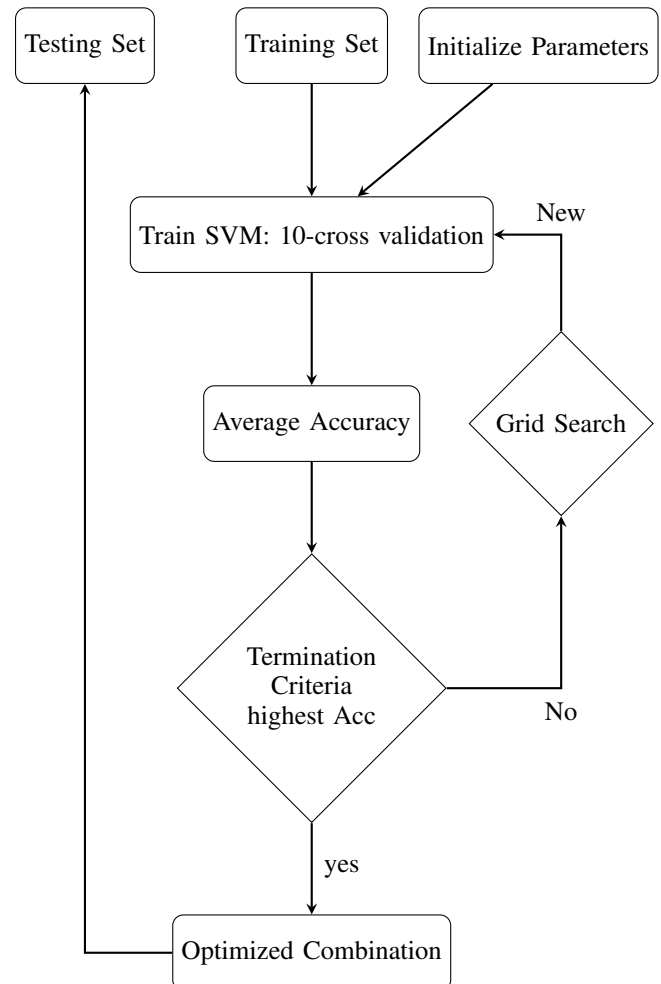 Testing Set
Training Set
Initialize Parameters
Train SVM: 10-cross validation
New
Average Accuracy
Grid Search
Termination
Criteria
highest Acc
No
yes
Optimized Combination